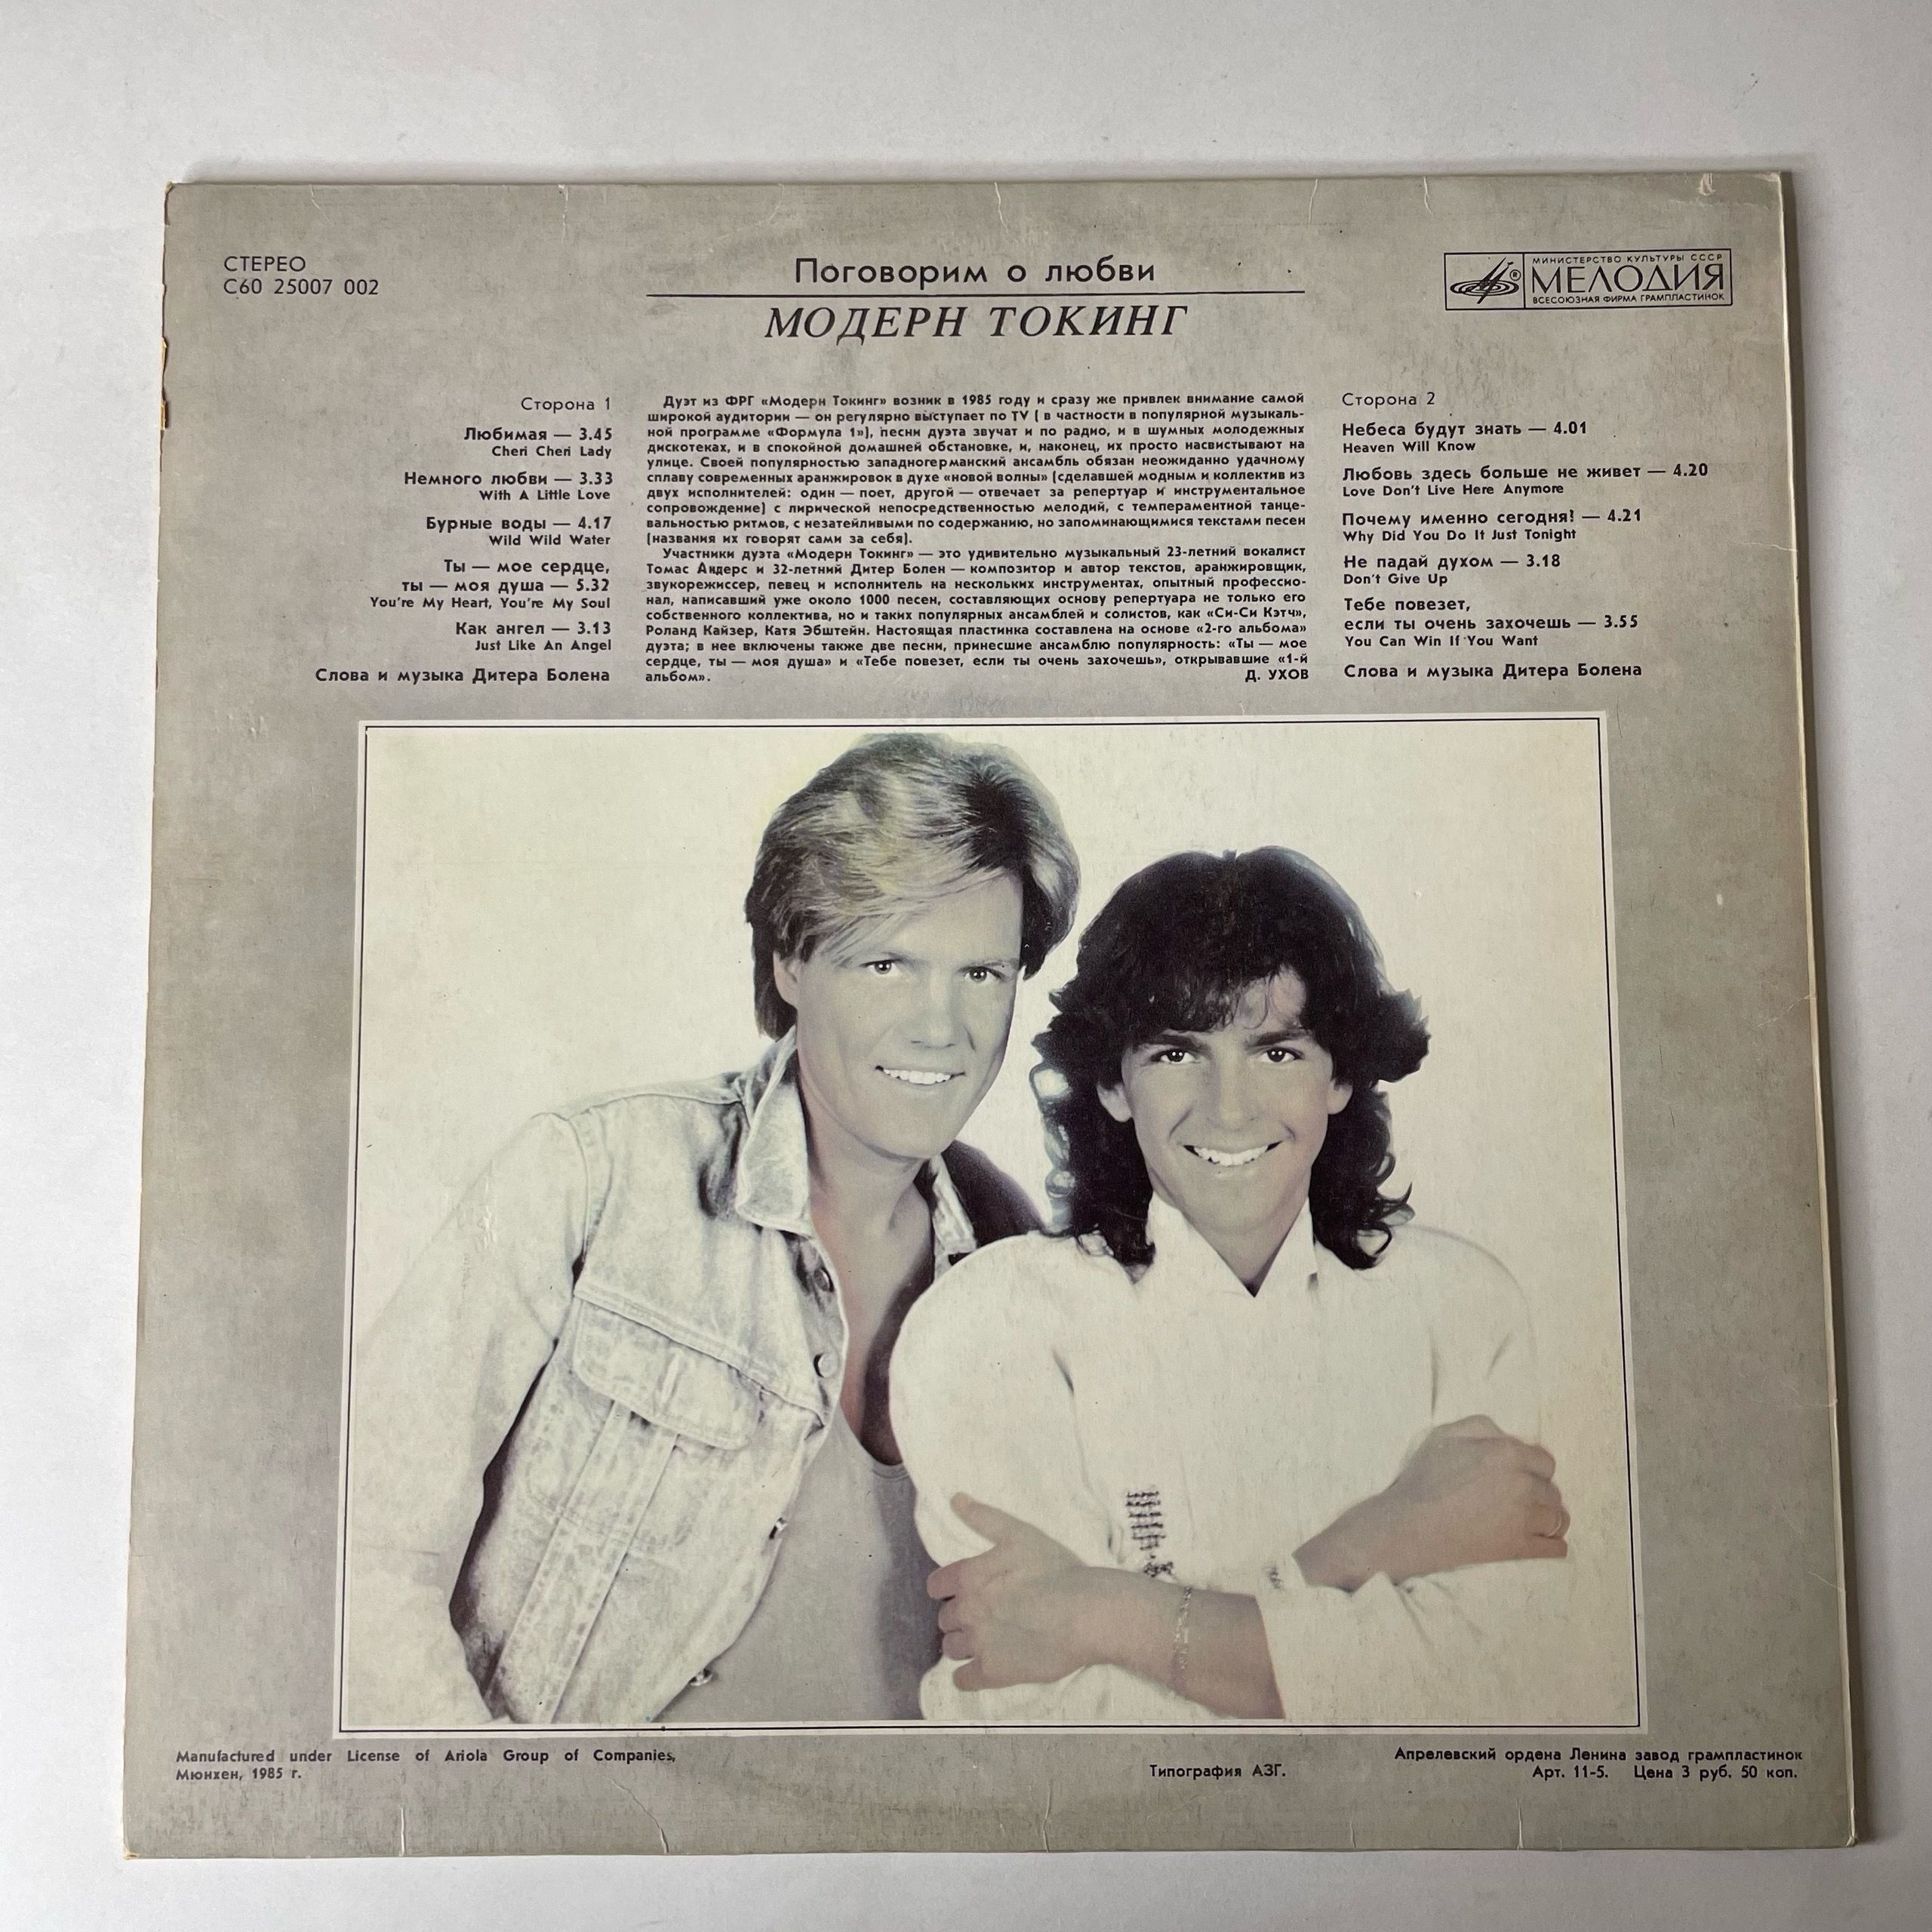 СТЕРЕО
С60 25007 002
Поговорим о любви
МОДЕРН ТОКИНГ
®
МИНИСТЕРСТВО КУЛЬТУРЫ СССР
МЕЛОДИЯ
ВСЕСОЮЗНАЯ ФИРМА ГРАМПЛАСТИНОК
Сторона 1
Любимая — 3.45
Cheri Cheri Lady
Немного любви — 3.33
With A Little Love
Бурные воды — 4.17
Wild Wild Water
Ты — мое сердце,
ты — моя душа — 5.32
You're My Heart, You're My Soul
Как ангел — 3.13
Just Like An Angel
Слова и музыка Дитера Болена
Дуэт из ФРГ «Модерн Токинг» возник в 1985 году и сразу же привлек внимание самой
широкой аудитории — он регулярно выступает по TV ( в частности в популярной музыкаль-
ной программе «Формула 1»), песни дуэта звучат и по радио, и в шумных молодежных
дискотеках, и в спокойной домашней обстановке, и, наконец, их просто насвистывают на
улице. Своей популярностью западногерманский ансамбль обязан неожиданно удачному
сплаву современных аранжировок в духе «новой волны» (сделавшей модным и коллектив из
двух исполнителей: один — поет, другой — отвечает за репертуар и инструментальное
сопровождение) с лирической непосредственностью мелодий, с темпераментной танце-
вальностью ритмов, с незатейливыми по содержанию, но запоминающимися текстами песен
(названия их говорят сами за себя).
Участники дуэта «Модерн Токинг» — это удивительно музыкальный 23-летний вокалист
Томас Андерс и 32-летний Дитер Болен — композитор и автор текстов, аранжировщик,
звукорежиссер, певец и исполнитель на нескольких инструментах, опытный профессио-
нал, написавший уже около 1000 песен, составляющих основу репертуара не только его
собственного коллектива, но и таких популярных ансамблей и солистов, как «Си-Си Кэтч»,
Роланд Кайзер, Катя Эбштейн. Настоящая пластинка составлена на основе «2-го альбома»
дуэта; в нее включены также две песни, принесшие ансамблю популярность: «Ты — мое
сердце, ты — моя душа» и «Тебе повезет, если ты очень захочешь», открывавшие «1-й
альбом».
Д. УХОВ
Сторона 2
Небеса будут знать — 4.01
Heaven Will Know
Любовь здесь больше не живет — 4.20
Love Don't Live Here Anymore
Почему именно сегодня? — 4.21
Why Did You Do It Just Tonight
Не падай духом — 3.18
Don't Give Up
Тебе повезет,
если ты очень захочешь — 3.55
You Can Win If You Want
Слова и музыка Дитера Болена
Manufactured under License of Ariola Group of Companies,
Мюнхен, 1985 г.
Типография АЗГ.
Апрелевский ордена Ленина завод грампластинок
Арт. 11-5. Цена 3 руб. 50 коп.